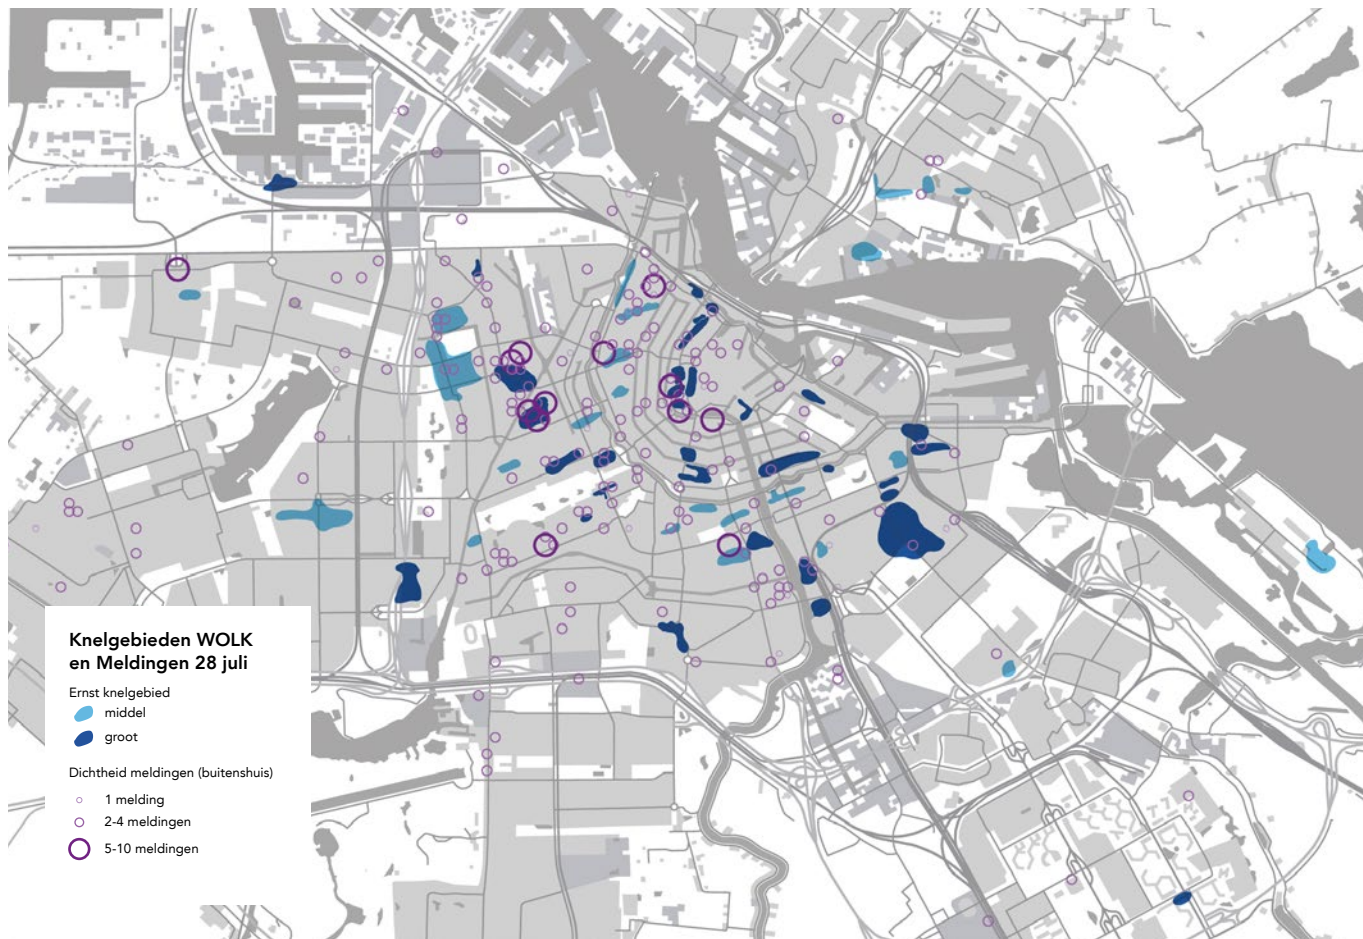 Knelgebieden WOLK
en Meldingen 28 juli
Ernst knelgebied
middel
groot
Dichtheid meldingen (buitenshuis)
1 melding
2-4 meldingen
5-10 meldingen